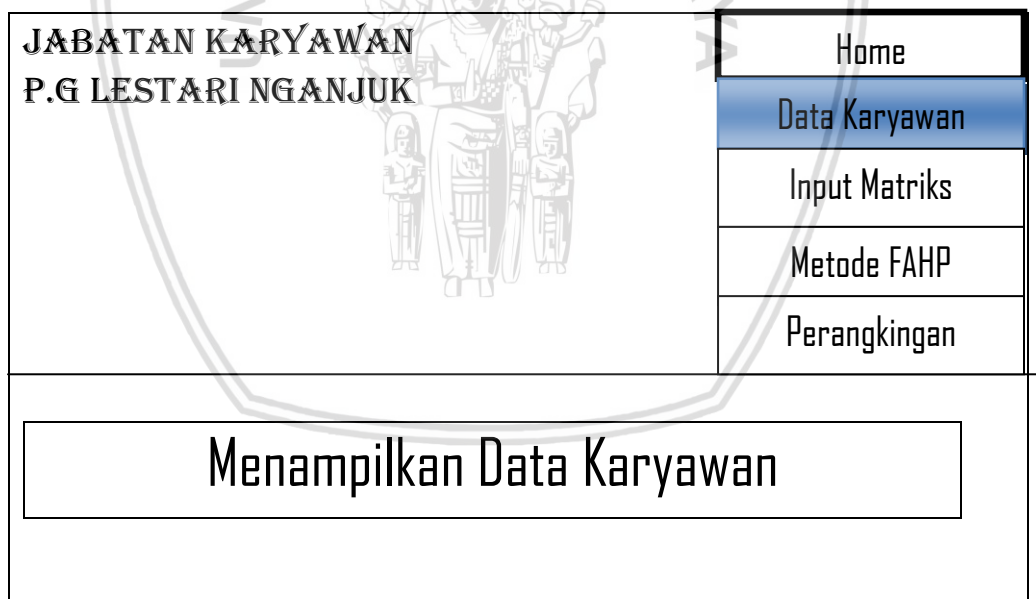 JABATAN KARYAWAN
P.G LESTARI NGANJUK
Home
Data Karyawan
Input Matriks
Metode FAHP
Perangkingan
Menampilkan Data Karyawan